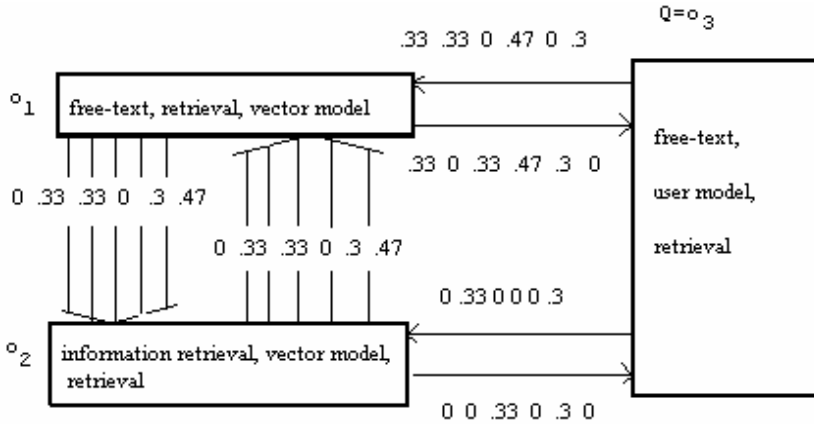 Q=o3
.33 .33 0 .47 0 .3
o1
free-text, retrieval, vector model
.33 0 .33 .47 .3 0
free-text,
user model,
retrieval
0 .33 .33 0 .3 .47
0 .33 .33 0 .3 .47
0 .33 0 0 0 .3
o2
information retrieval, vector model,
retrieval
0 0 .33 0 .3 0